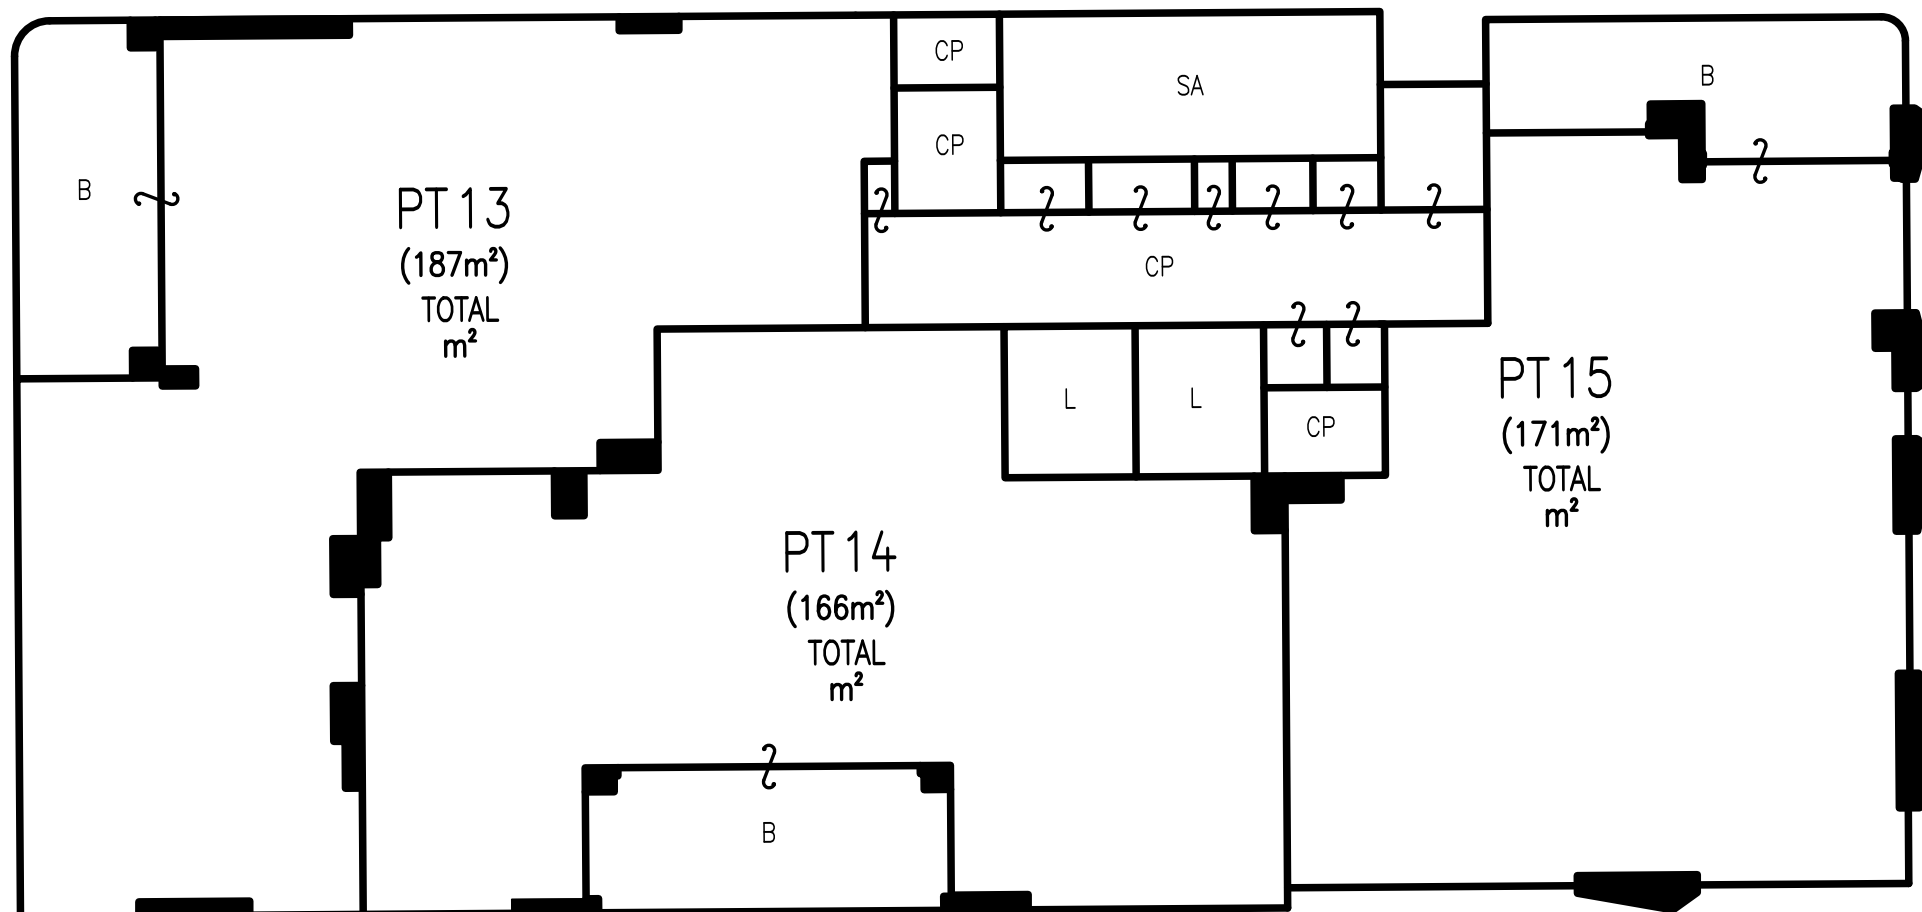 CP
SA
B
CP
B
PT 13
(187m²)
TOTAL
m²
CP
PT 15
(171m²)
TOTAL
m²
L
L
CP
PT 14
(166m²)
TOTAL
m²
B